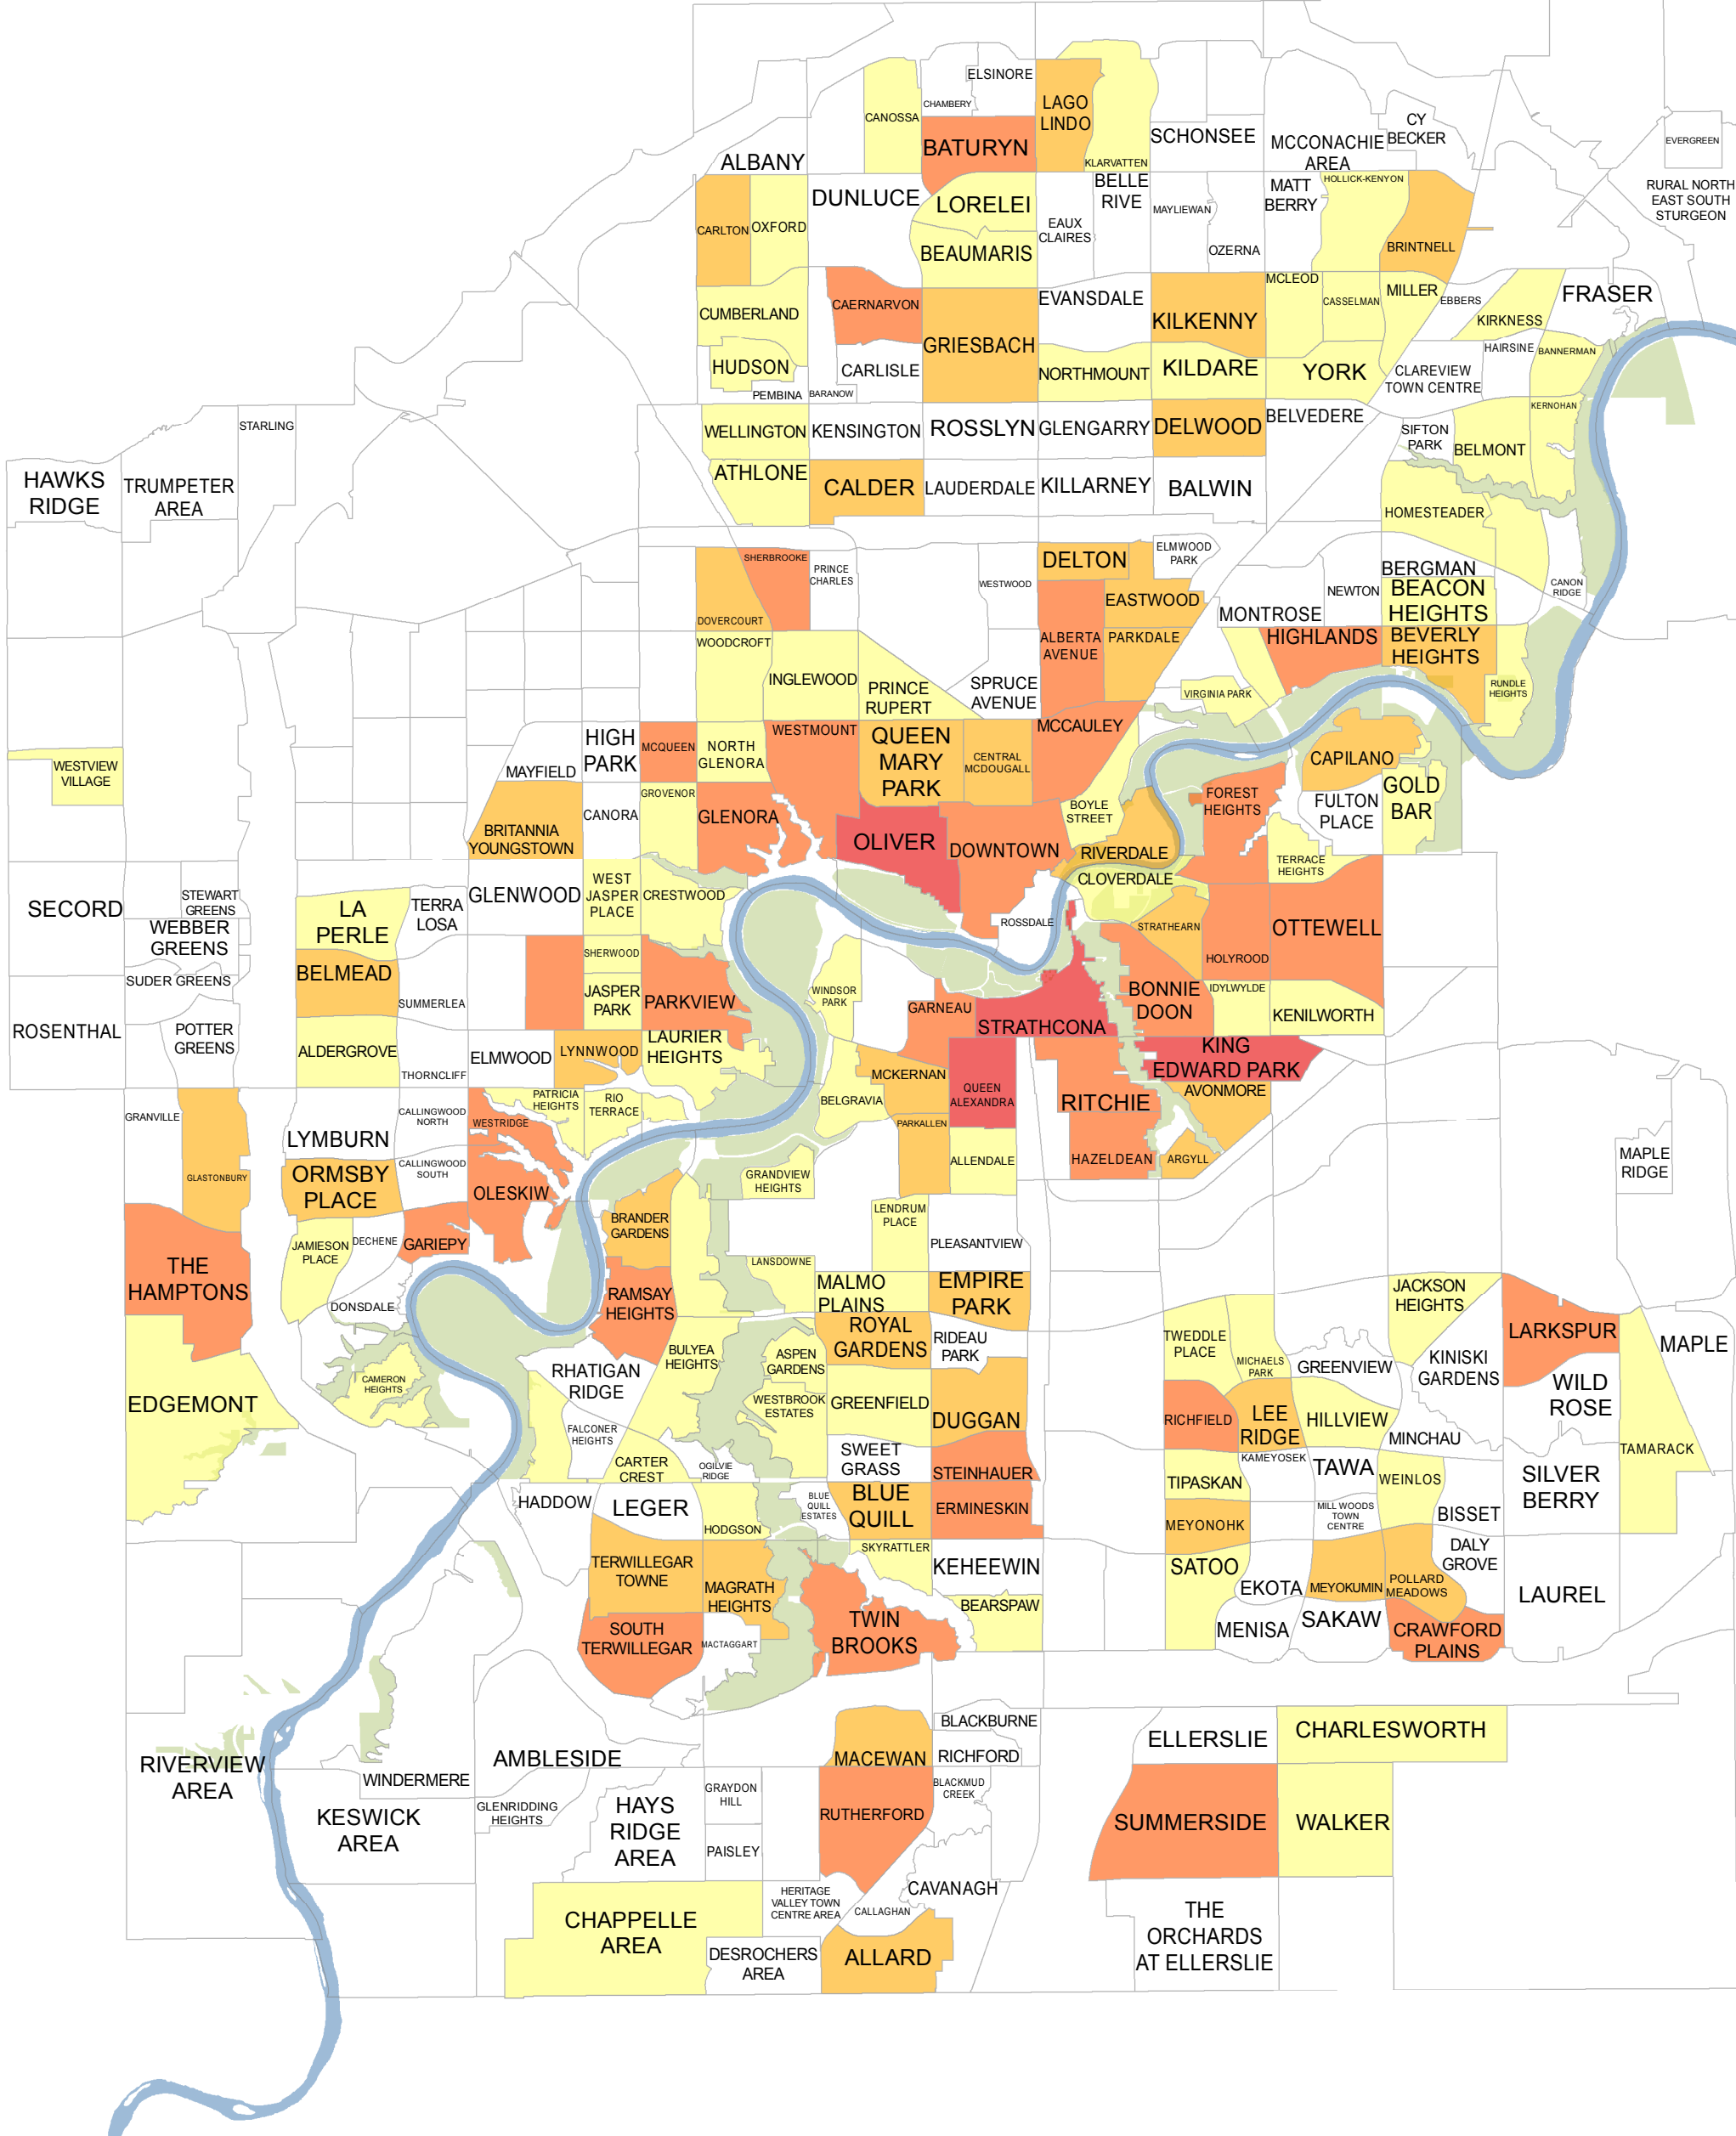 ELSINORE
CHAMBERY
CANOSSA
LAGO
LINDO
BATURYN
KLARVATTEN
SCHONSEE
MCCONACHIE
AREA
CY
BECKER
EVERGREEN
ALBANY
RURAL NORTH
EAST SOUTH
STURGEON
DUNLUCE
LORELEI
BELLE
RIVE
MATT
BERRY
HOLLICK-KENYON
CARLTON
OXFORD
EAUX
CLAIRES
MAYLIEWAN
OZERNA
BRINTNELL
BEAUMARIS
CUMBERLAND
CAERNARVON
EVANSDALE
KILKENNY
MCLEOD
CASSELMAN
MILLER
EBBERS
KIRKNESS
FRASER
GRIESBACH
HUDSON
PEMBINA
BARANOW
CARLISLE
NORTHMOUNT
KILDARE
YORK
CLAREVIEW
TOWN CENTRE
HAIRSINE
BANNERMAN
KERNOHAN
STARLING
WELLINGTON
KENSINGTON
ROSSLYN
GLENGARRY
DELWOOD
BELVEDERE
SIFTON
PARK
BELMONT
HAWKS
RIDGE
TRUMPETER
AREA
ATHLONE
CALDER
LAUDERDALE
KILLARNEY
BALWIN
HOMESTEADER
SHERBROOKE
PRINCE
CHARLES
WESTWOOD
DELTON
ELMWOOD
PARK
BERGMAN
CANON
RIDGE
NEWTON
BEACON
HEIGHTS
MONTROSE
EASTWOOD
DOVERCOURT
WOODCROFT
ALBERTA
AVENUE
PARKDALE
HIGHLANDS
BEVERLY
HEIGHTS
INGLEWOOD
PRINCE
RUPERT
SPRUCE
AVENUE
VIRGINIA PARK
RUNDLE
HEIGHTS
HIGH
PARK
MCQUEEN
NORTH
GLENORA
WESTMOUNT
QUEEN
MARY
PARK
CENTRAL
MCDOUGALL
MCCAULEY
CAPILANO
WESTVIEW
VILLAGE
MAYFIELD
CANORA
GROVENOR
GLENORA
BOYLE
STREET
FOREST
HEIGHTS
FULTON
PLACE
GOLD
BAR
BRITANNIA
YOUNGSTOWN
OLIVER
DOWNTOWN
RIVERDALE
TERRACE
HEIGHTS
SECORD
STEWART
GREENS
WEBBER
GREENS
LA
PERLE
TERRA
LOSA
GLENWOOD
WEST
JASPER
PLACE
CRESTWOOD
CLOVERDALE
ROSSDALE
STRATHEARN
OTTEWELL
HOLYROOD
SUDER GREENS
BELMEAD
SUMMERLEA
SHERWOOD
JASPER
PARK
PARKVIEW
WINDSOR
PARK
GARNEAU
STRATHCONA
BONNIE
DOON
IDYLWYLDE
KENILWORTH
ROSENTHAL
POTTER
GREENS
ALDERGROVE
THORNCLIFF
ELMWOOD
LYNNWOOD
LAURIER
HEIGHTS
KING
EDWARD PARK
MCKERNAN
BELGRAVIA
QUEEN
ALEXANDRA
RITCHIE
AVONMORE
GRANVILLE
GLASTONBURY
LYMBURN
CALLINGWOOD
NORTH
WESTRIDGE
PATRICIA
HEIGHTS
RIO
TERRACE
PARKALLEN
ALLENDALE
HAZELDEAN
ARGYLL
MAPLE
RIDGE
ORMSBY
PLACE
CALLINGWOOD
SOUTH
OLESKIW
GRANDVIEW
HEIGHTS
LENDRUM
PLACE
PLEASANTVIEW
BRANDER
GARDENS
THE
HAMPTONS
JAMIESON
PLACE
DECHENE
GARIEPY
DONSDALE
RAMSAY
HEIGHTS
LANSDOWNE
MALMO
PLAINS
EMPIRE
PARK
JACKSON
HEIGHTS
LARKSPUR
MAPLE
ROYAL
GARDENS
RIDEAU
PARK
TWEDDLE
PLACE
MICHAELS
PARK
GREENVIEW
KINISKI
GARDENS
WILD
ROSE
EDGEMONT
CAMERON
HEIGHTS
RHATIGAN
RIDGE
BULYEA
HEIGHTS
ASPEN
GARDENS
WESTBROOK
ESTATES
GREENFIELD
DUGGAN
RICHFIELD
LEE
RIDGE
HILLVIEW
MINCHAU
TAMARACK
FALCONER
HEIGHTS
CARTER
CREST
OGILVIE
RIDGE
SWEET
GRASS
STEINHAUER
TIPASKAN
KAMEYOSEK
TAWA
WEINLOS
SILVER
BERRY
HADDOW
LEGER
HODGSON
BLUE
QUILL
ESTATES
BLUE
QUILL
ERMINESKIN
MEYONOHK
MILL WOODS
TOWN
CENTRE
BISSET
TERWILLEGAR
TOWNE
MAGRATH
HEIGHTS
SKYRATTLER
KEHEEWIN
SATOO
EKOTA
MEYOKUMIN
POLLARD
MEADOWS
DALY
GROVE
LAUREL
SOUTH
TERWILLEGAR
MACTAGGART
TWIN
BROOKS
BEARSPAW
MENISA
SAKAW
CRAWFORD
PLAINS
RIVERVIEW
AREA
WINDERMERE
AMBLESIDE
MACEWAN
BLACKBURNE
RICHFORD
ELLERSLIE
CHARLESWORTH
KESWICK
AREA
GLENRIDDING
HEIGHTS
HAYS
RIDGE
AREA
GRAYDON
HILL
PAISLEY
RUTHERFORD
BLACKMUD
CREEK
SUMMERSIDE
WALKER
CHAPPELLE
AREA
HERITAGE
VALLEY TOWN
CENTRE AREA
CALLAGHAN
CAVANAGH
DESROCHERS
AREA
ALLARD
THE
ORCHARDS
AT ELLERSLIE